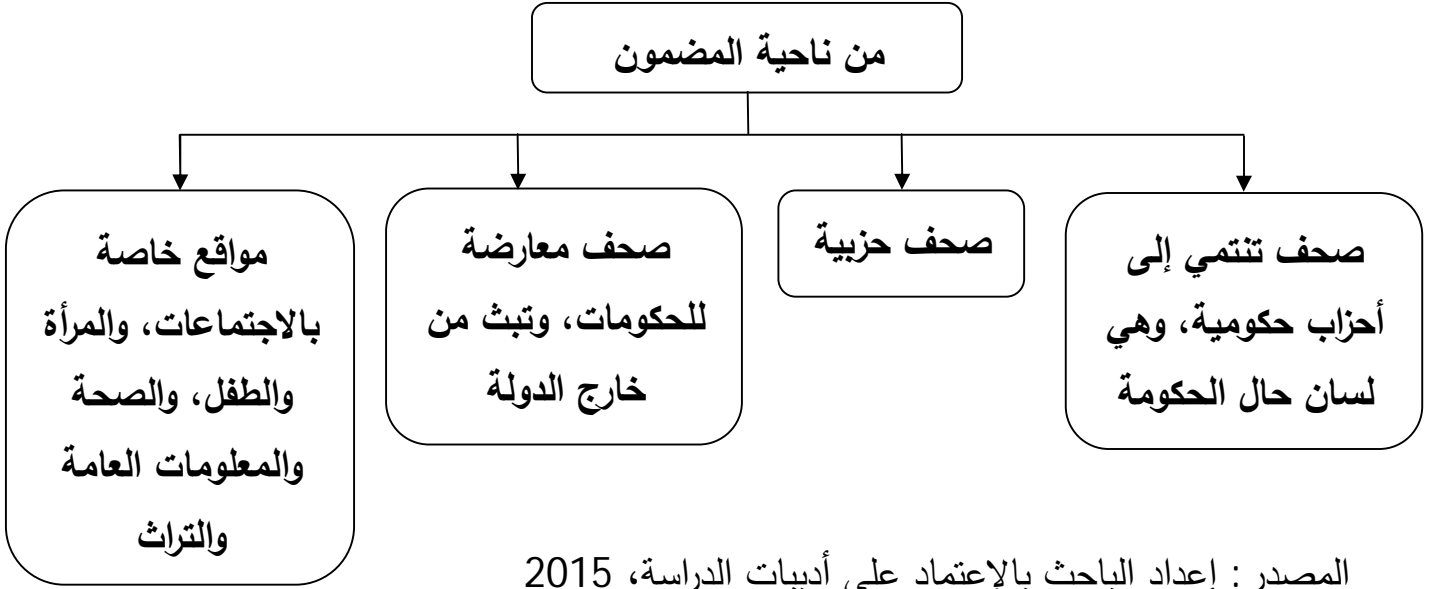 من ناحية المضمون
صحف تنتمي إلى
أحزاب حكومية، وهي
لسان حال الحكومة
صحف حزبية
صحف معارضة
للحكومات، وتبث من
خارج الدولة
مواقع خاصة
بالاجتماعات، والمرأة
والطفل، والصحة
والمعلومات العامة
والتراث
المصدر : إعداد الباحث بالإعتماد على أدبيات الدراسة، 2015